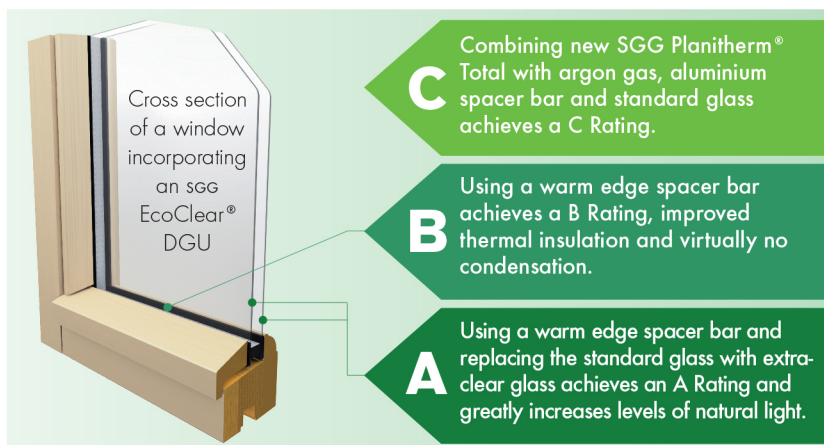 Cross section
of a window
incorporating
an SGG
EcoClear®
DGU
C
Combining new SGG Planitherm®
Total with argon gas, aluminium
spacer bar and standard glass
achieves a C Rating.
B
Using a warm edge spacer bar
achieves a B Rating, improved
thermal insulation and virtually no
condensation.
A
Using a warm edge spacer bar and
replacing the standard glass with extra-
clear glass achieves an A Rating and
greatly increases levels of natural light.